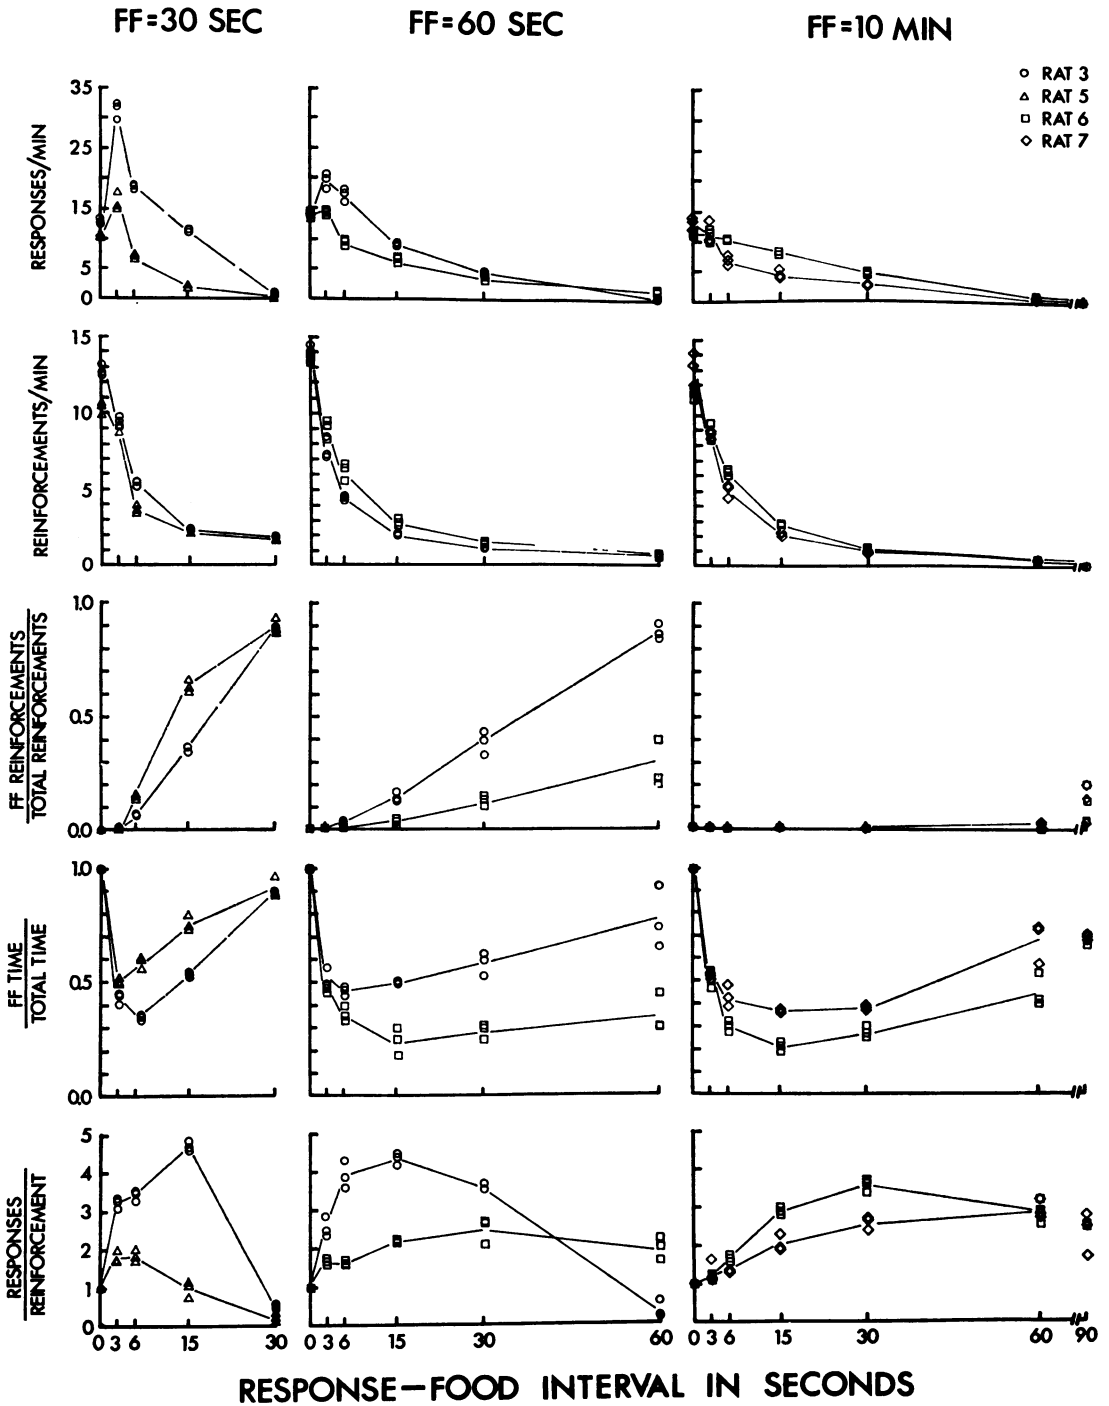 FF=30 SEC
FF=60 SEC
FF=10 MIN
RAT 3
RAT 5
RAT 6
RAT 7
RESPONSES/MIN
35
25
15
5
0
REINFORCEMENTS/MIN
15
10
5
0
FF REINFORCEMENTS
TOTAL REINFORCEMENTS
1.0
0.5
0.0
FF TIME
TOTAL TIME
1.0
0.5
0.0
RESPONSES
REINFORCEMENT
5
4
3
2
1
0
0 3 6 15 30
0 3 6 15 30 60
0 3 6 15 30 60 90
RESPONSE—FOOD INTERVAL IN SECONDS